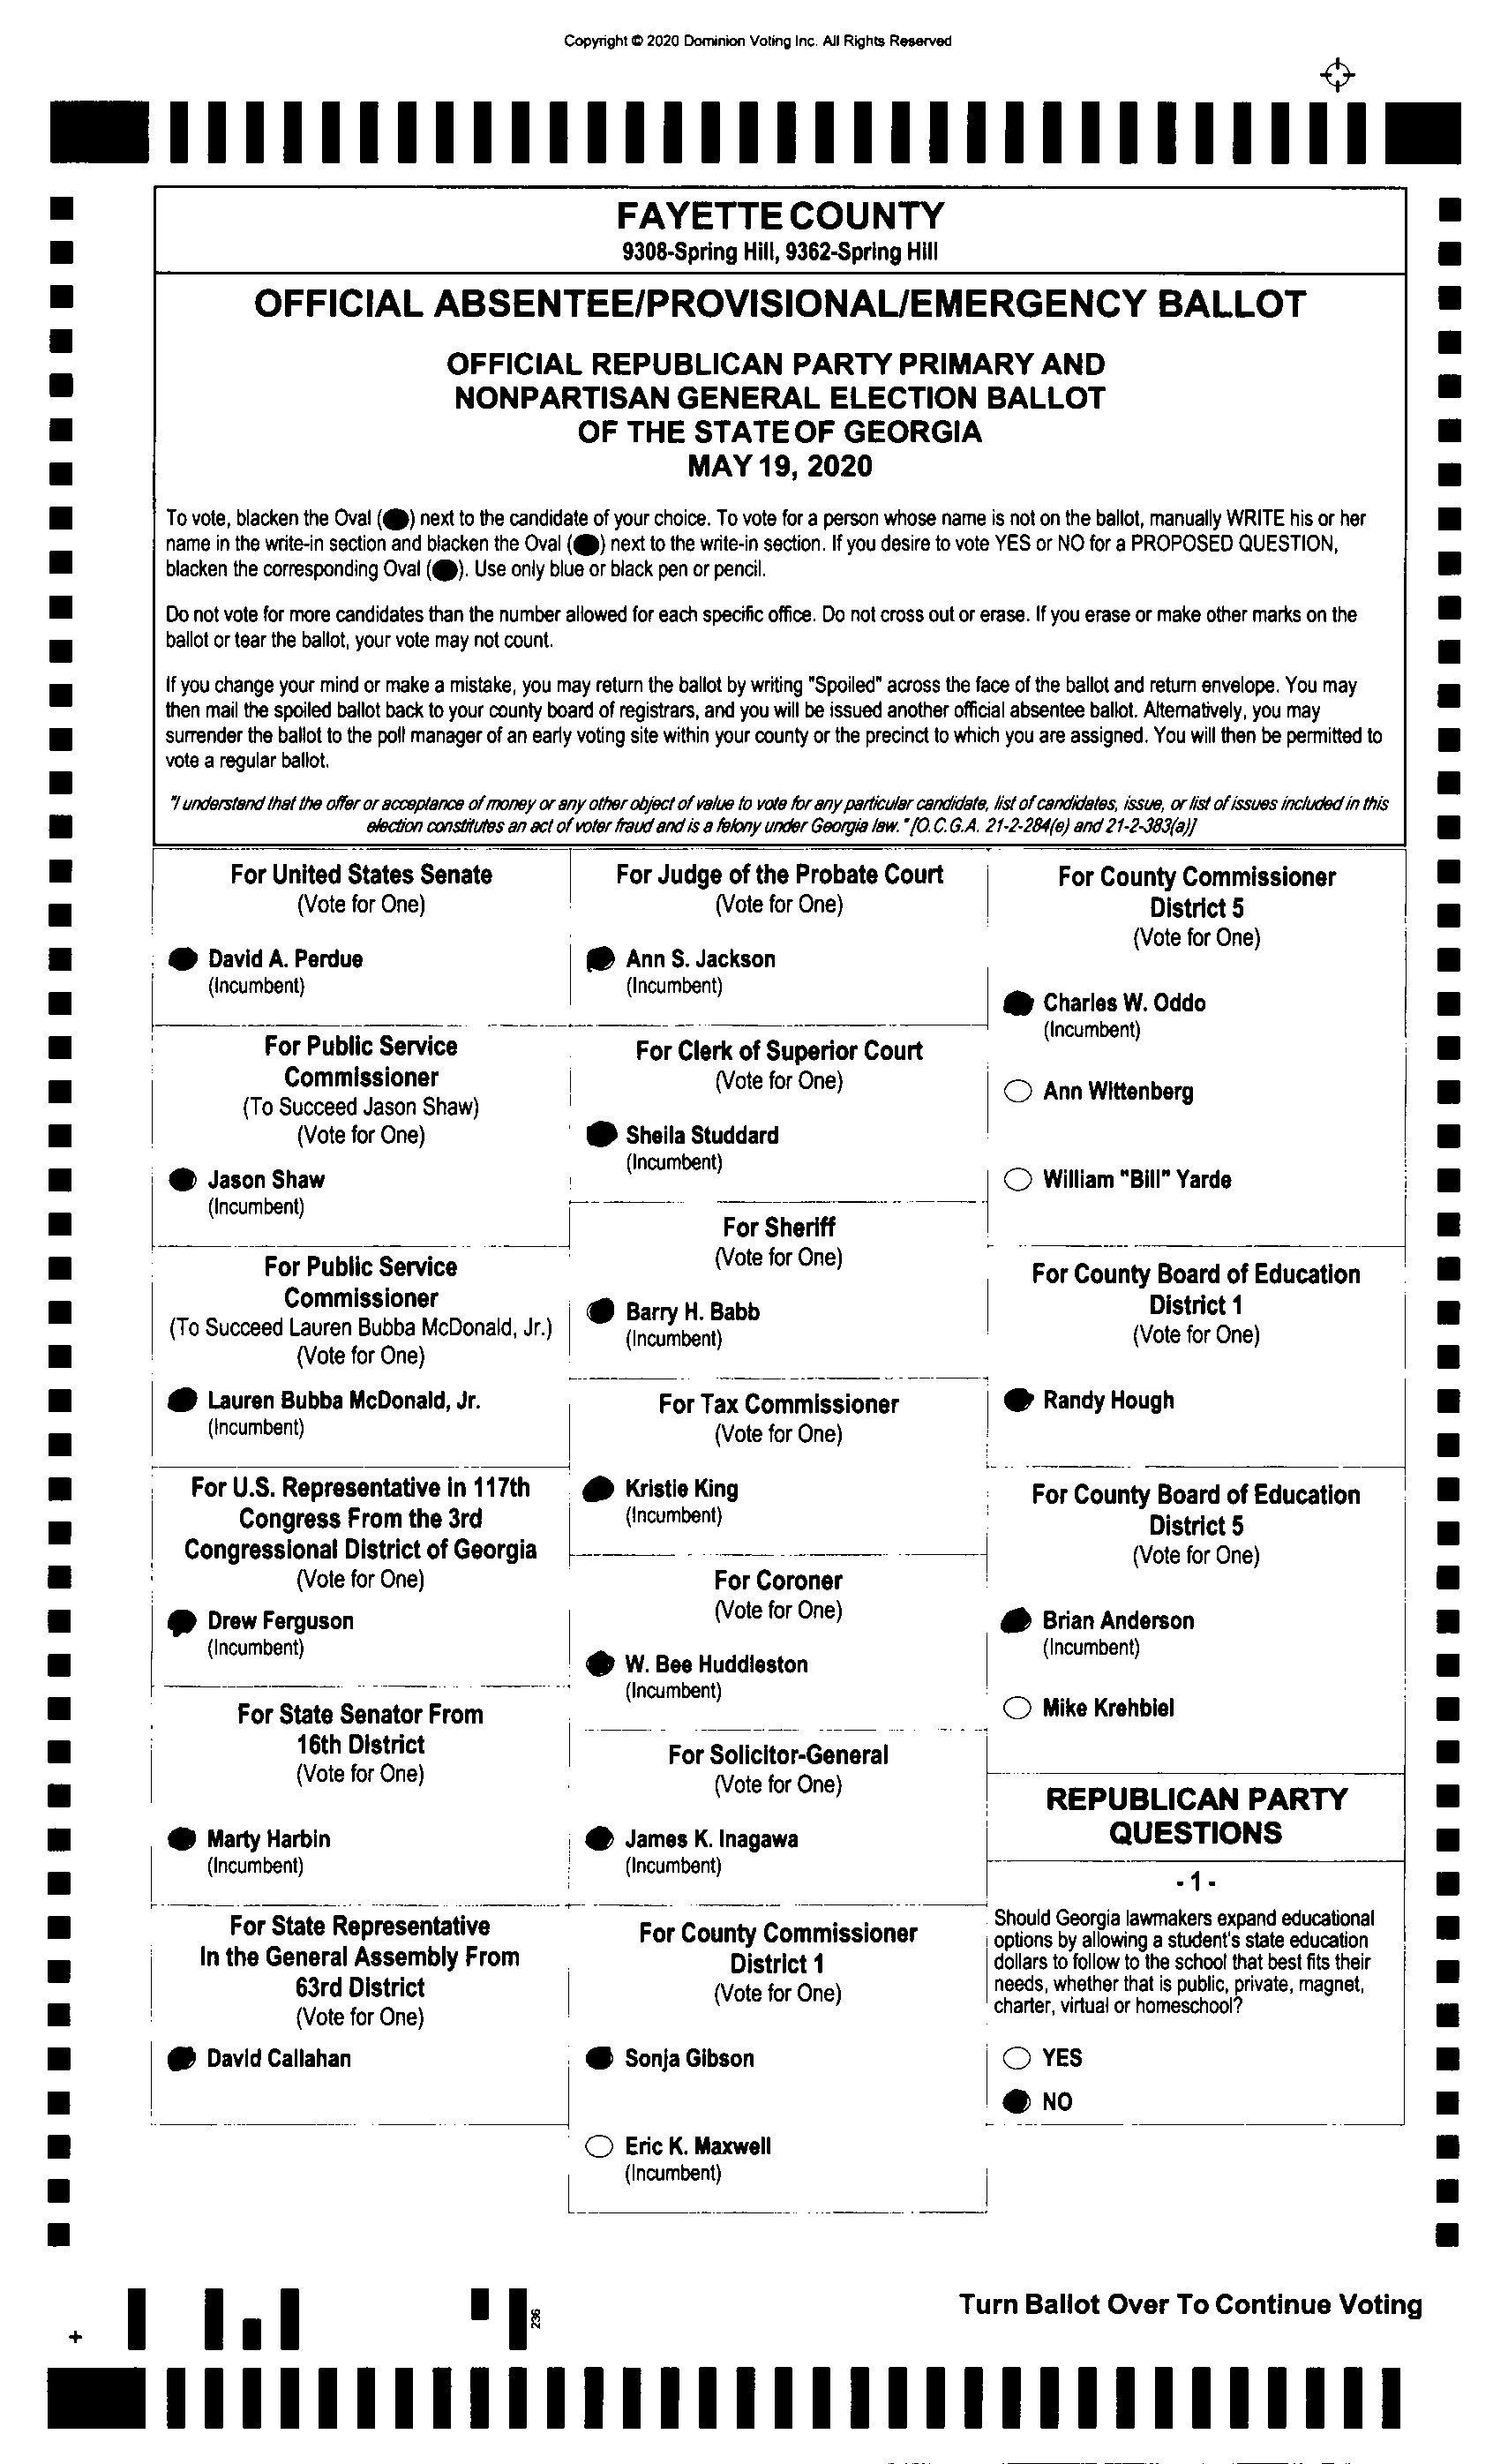 Copyright © 2020 Dominion Voting Inc. All Rights Reserved
FAYETTE COUNTY
9308-Spring Hill, 9362-Spring Hill
OFFICIAL ABSENTEE/PROVISIONAL/EMERGENCY BALLOT
OFFICIAL REPUBLICAN PARTY PRIMARY AND
NONPARTISAN GENERAL ELECTION BALLOT
OF THE STATE OF GEORGIA
MAY 19, 2020
To vote, blacken the Oval (●) next to the candidate of your choice. To vote for a person whose name is not on the ballot, manually WRITE his or her
name in the write-in section and blacken the Oval (●) next to the write-in section. If you desire to vote YES or NO for a PROPOSED QUESTION,
blacken the corresponding Oval (●). Use only blue or black pen or pencil.
Do not vote for more candidates than the number allowed for each specific office. Do not cross out or erase. If you erase or make other marks on the
ballot or tear the ballot, your vote may not count.
If you change your mind or make a mistake, you may return the ballot by writing "Spoiled" across the face of the ballot and return envelope. You may
then mail the spoiled ballot back to your county board of registrars, and you will be issued another official absentee ballot. Alternatively, you may
surrender the ballot to the poll manager of an early voting site within your county or the precinct to which you are assigned. You will then be permitted to
vote a regular ballot.
"I understand that the offer or acceptance of money or any other object of value to vote for any particular candidate, list of candidates, issue, or list of issues included in this
election constitutes an act of voter fraud and is a felony under Georgia law." [O.C.G.A. 21-2-284(e) and 21-2-383(a)]
For United States Senate
(Vote for One)
David A. Perdue
(Incumbent)
For Public Service
Commissioner
(To Succeed Jason Shaw)
(Vote for One)
Jason Shaw
(Incumbent)
For Public Service
Commissioner
(To Succeed Lauren Bubba McDonald, Jr.)
(Vote for One)
Lauren Bubba McDonald, Jr.
(Incumbent)
For U.S. Representative in 117th
Congress From the 3rd
Congressional District of Georgia
(Vote for One)
Drew Ferguson
(Incumbent)
For State Senator From
16th District
(Vote for One)
Marty Harbin
(Incumbent)
For State Representative
In the General Assembly From
63rd District
(Vote for One)
David Callahan
For Judge of the Probate Court
(Vote for One)
Ann S. Jackson
(Incumbent)
For Clerk of Superior Court
(Vote for One)
Sheila Studdard
(Incumbent)
For Sheriff
(Vote for One)
Barry H. Babb
(Incumbent)
For Tax Commissioner
(Vote for One)
Kristie King
(Incumbent)
For Coroner
(Vote for One)
W. Bee Huddleston
(Incumbent)
For Solicitor-General
(Vote for One)
James K. Inagawa
(Incumbent)
For County Commissioner
District 1
(Vote for One)
Sonja Gibson
Eric K. Maxwell
(Incumbent)
For County Commissioner
District 5
(Vote for One)
Charles W. Oddo
(Incumbent)
Ann Wittenberg
William "Bill" Yarde
For County Board of Education
District 1
(Vote for One)
Randy Hough
For County Board of Education
District 5
(Vote for One)
Brian Anderson
(Incumbent)
Mike Krehbiel
REPUBLICAN PARTY
QUESTIONS
- 1 -
Should Georgia lawmakers expand educational
options by allowing a student's state education
dollars to follow to the school that best fits their
needs, whether that is public, private, magnet,
charter, virtual or homeschool?
YES
NO
236
Turn Ballot Over To Continue Voting